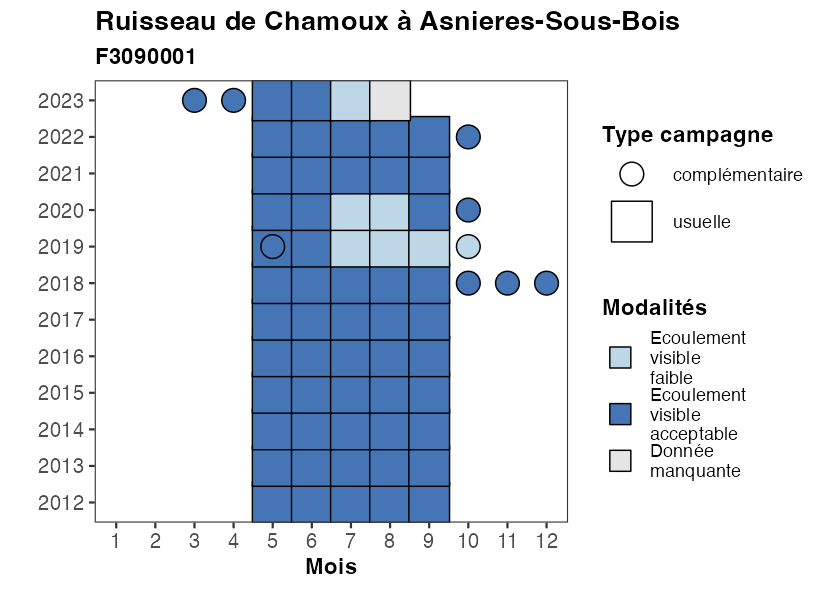 Ruisseau de Chamoux à Asnieres-Sous-Bois
F3090001
2023
2022
2021
2020
2019
2018
2017
2016
2015
2014
2013
2012
1 2 3 4 5 6 7 8 9 10 11 12
Mois
Type campagne
complémentaire
usuelle
Modalités
Ecoulement
visible
faible
Ecoulement
visible
acceptable
Donnée
manquante